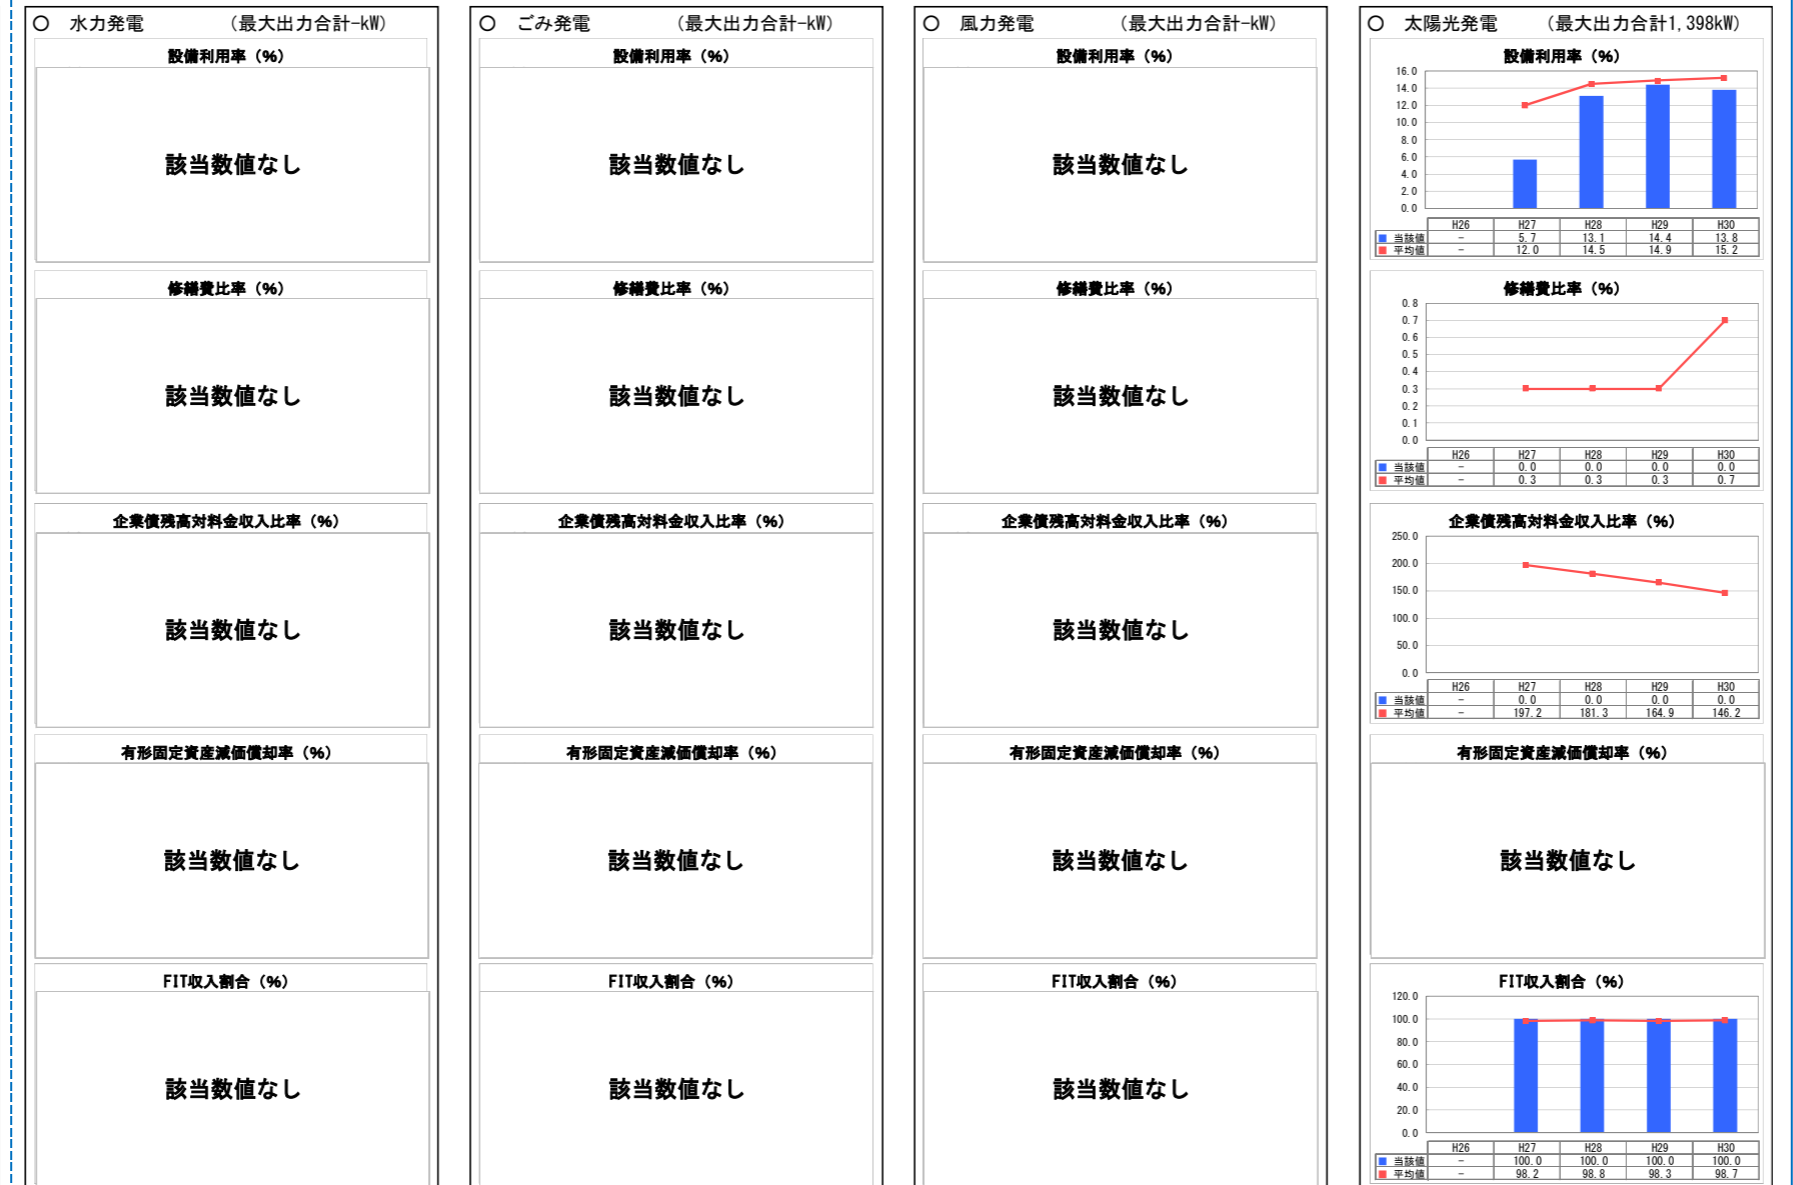 ○ 水力発電 （最大出力合計-kW）
設備利用率（%）
該当数値なし
修繕費比率（%）
該当数値なし
企業債残高対料金収入比率（%）
該当数値なし
有形固定資産減価償却率（%）
該当数値なし
FIT収入割合（%）
該当数値なし
○ ごみ発電 （最大出力合計-kW）
設備利用率（%）
該当数値なし
修繕費比率（%）
該当数値なし
企業債残高対料金収入比率（%）
該当数値なし
有形固定資産減価償却率（%）
該当数値なし
FIT収入割合（%）
該当数値なし
○ 風力発電 （最大出力合計-kW）
設備利用率（%）
該当数値なし
修繕費比率（%）
該当数値なし
企業債残高対料金収入比率（%）
該当数値なし
有形固定資産減価償却率（%）
該当数値なし
FIT収入割合（%）
該当数値なし
○ 太陽光発電 （最大出力合計1,398kW）
設備利用率（%）
16.0
14.0
12.0
10.0
8.0
6.0
4.0
2.0
0.0
H26 H27 H28 H29 H30
当該値 - 5.7 13.1 14.4 13.8
平均値 - 12.0 14.5 14.9 15.2
修繕費比率（%）
0.8
0.7
0.6
0.5
0.4
0.3
0.2
0.1
0.0
H26 H27 H28 H29 H30
当該値 - 0.0 0.0 0.0 0.0
平均値 - 0.3 0.3 0.3 0.7
企業債残高対料金収入比率（%）
250.0
200.0
150.0
100.0
50.0
0.0
H26 H27 H28 H29 H30
当該値 - 0.0 0.0 0.0 0.0
平均値 - 197.2 181.3 164.9 146.2
有形固定資産減価償却率（%）
該当数値なし
FIT収入割合（%）
120.0
100.0
80.0
60.0
40.0
20.0
0.0
H26 H27 H28 H29 H30
当該値 - 100.0 100.0 100.0 100.0
平均値 - 98.2 98.8 98.3 98.7